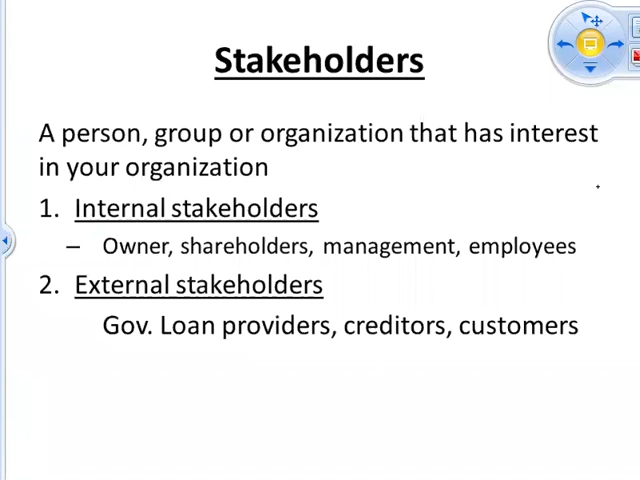 Stakeholders
A person, group or organization that has interest
in your organization
1. Internal stakeholders
– Owner, shareholders, management, employees
2. External stakeholders
Gov. Loan providers, creditors, customers